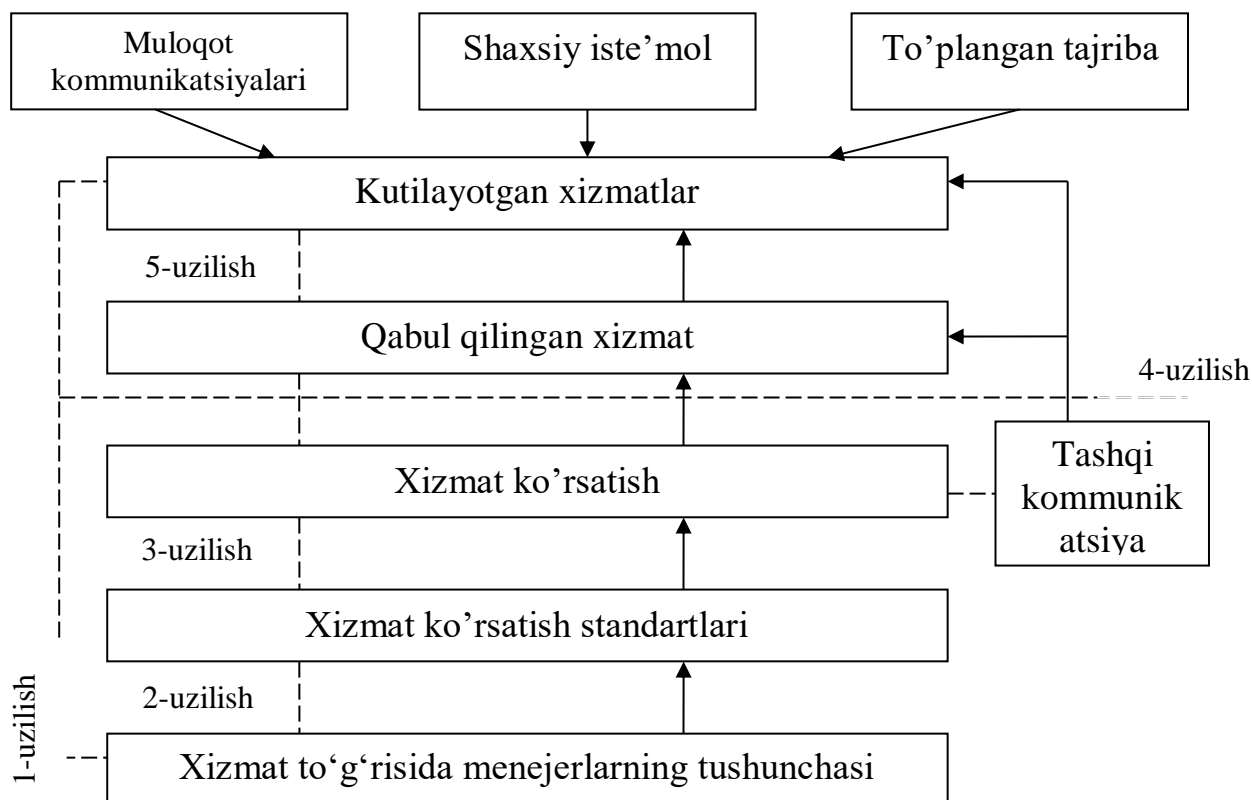 Muloqot
kommunikatsiyalari
Shaxsiy iste’mol
To’plangan tajriba
Kutilayotgan xizmatlar
5-uzilish
Qabul qilingan xizmat
4-uzilish
Xizmat ko’rsatish
Tashqi
kommunik
atsiya
3-uzilish
Xizmat ko’rsatish standartlari
2-uzilish
1-uzilish
Xizmat to‘g‘risida menejerlarning tushunchasi